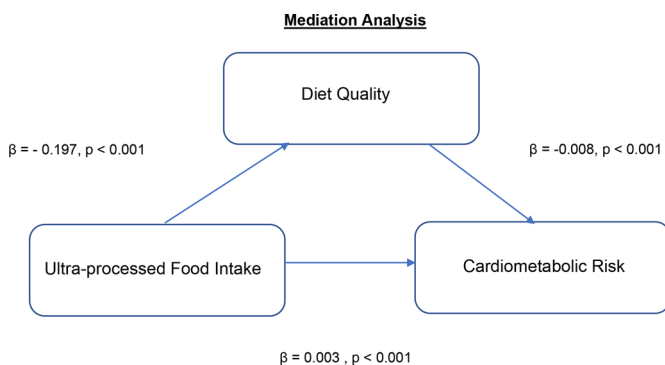 Mediation Analysis
Diet Quality
β = - 0.197, p < 0.001
β = -0.008, p < 0.001
Ultra-processed Food Intake
Cardiometabolic Risk
β = 0.003 , p < 0.001